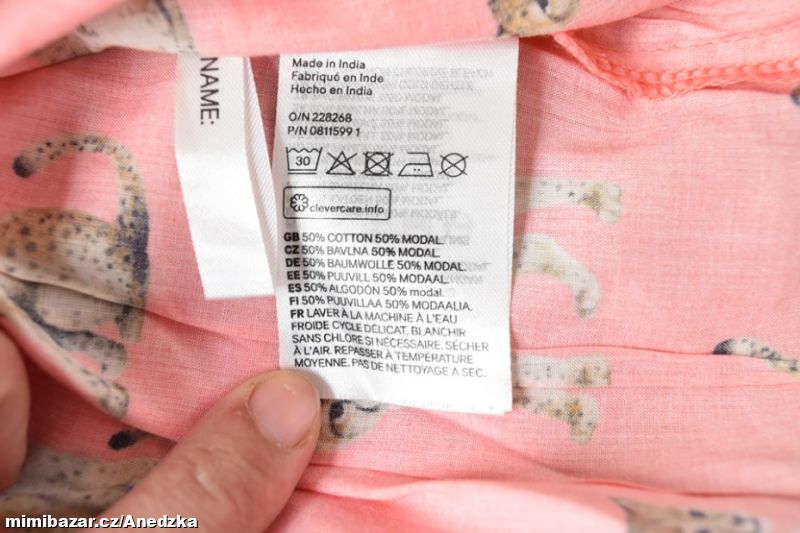 NAME:
Made in India
Fabriqué en Inde
Hecho en India
O/N 228268
P/N 0811599 1
30
clevercare.info
GB 50% COTTON 50% MODAL.
CZ 50% BAVLNA 50% MODAL.
DE 50% BAUMWOLLE 50% MODAL.
EE 50% PUUVILL 50% MODAAL.
ES 50% ALGODÓN 50% modal.
FI 50% PUUVILLAA 50% MODAALIA.
FR LAVER À LA MACHINE À L'EAU
FROIDE CYCLE DÉLICAT. BLANCHIR
SANS CHLORE SI NÉCESSAIRE. SÉCHER
À L'AIR. REPASSER À TEMPÉRATURE
MOYENNE. PAS DE NETTOYAGE À SEC.
mimibazar.cz/Anedzka